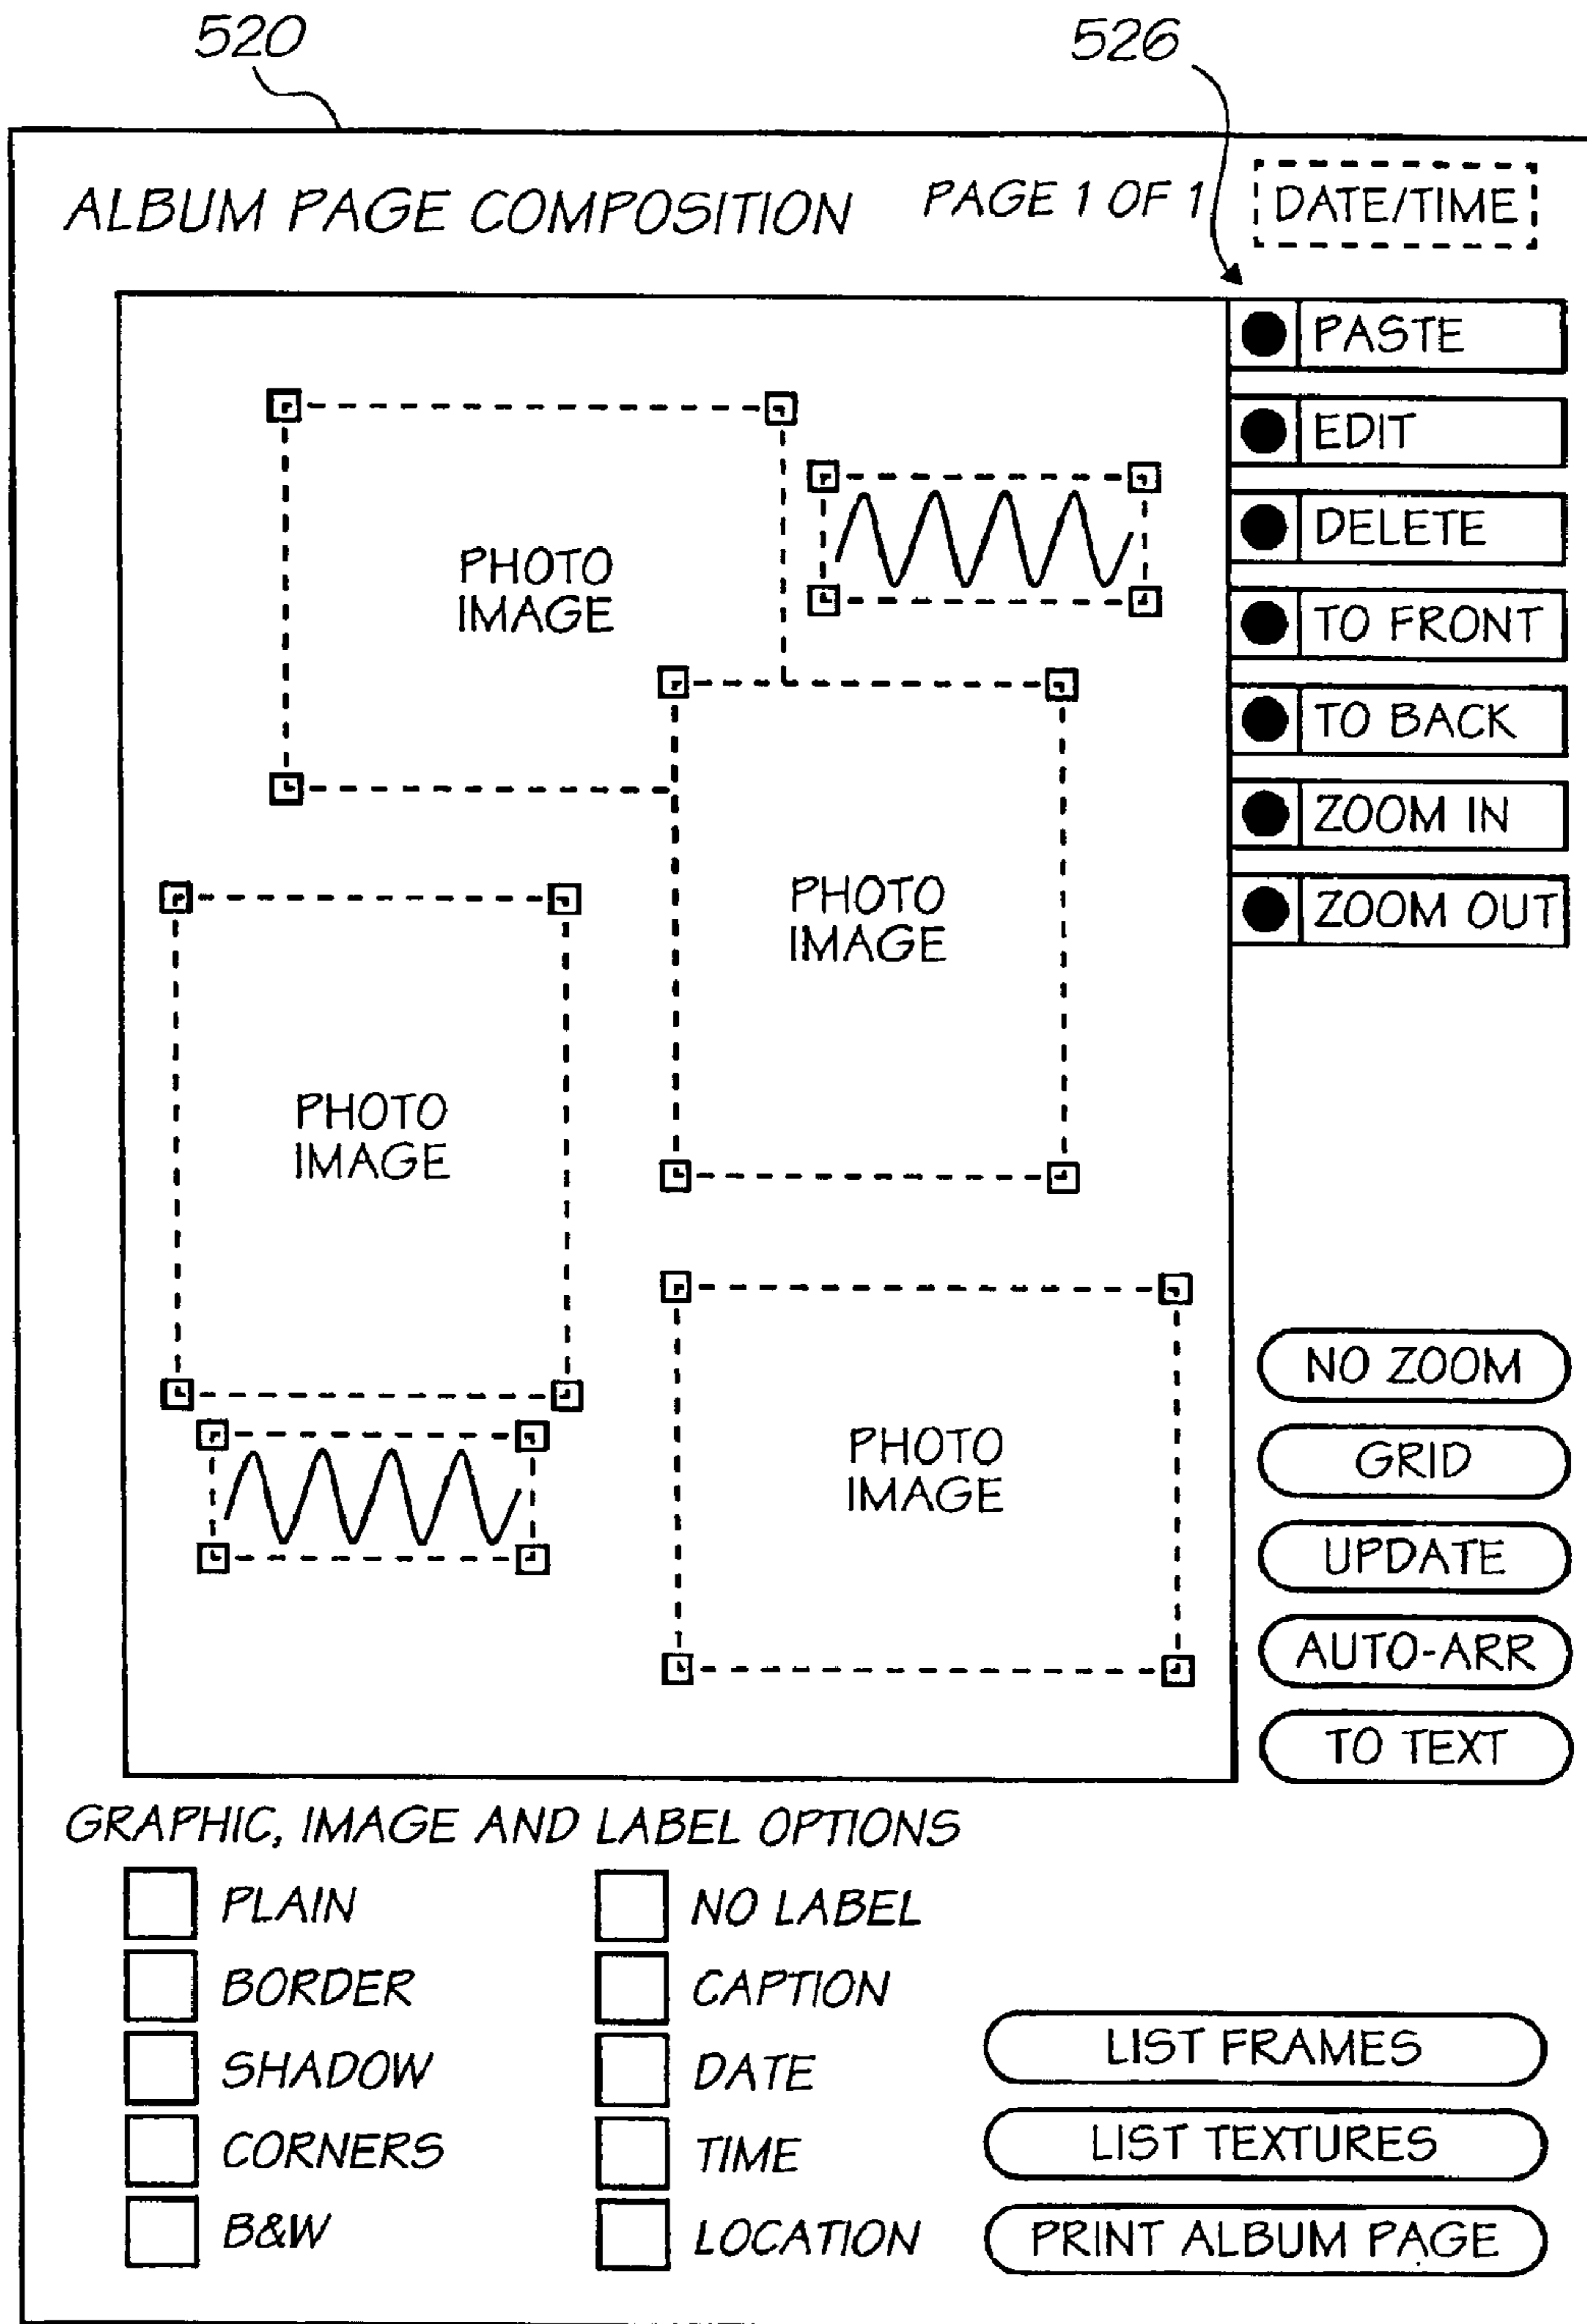 520
526
ALBUM PAGE COMPOSITION
PAGE 1 OF 1
DATE/TIME
PASTE
EDIT
DELETE
TO FRONT
TO BACK
ZOOM IN
ZOOM OUT
PHOTO
IMAGE
PHOTO
IMAGE
PHOTO
IMAGE
PHOTO
IMAGE
NO ZOOM
GRID
UPDATE
AUTO-ARR
TO TEXT
GRAPHIC, IMAGE AND LABEL OPTIONS
PLAIN
BORDER
SHADOW
CORNERS
B&W
NO LABEL
CAPTION
DATE
TIME
LOCATION
LIST FRAMES
LIST TEXTURES
PRINT ALBUM PAGE